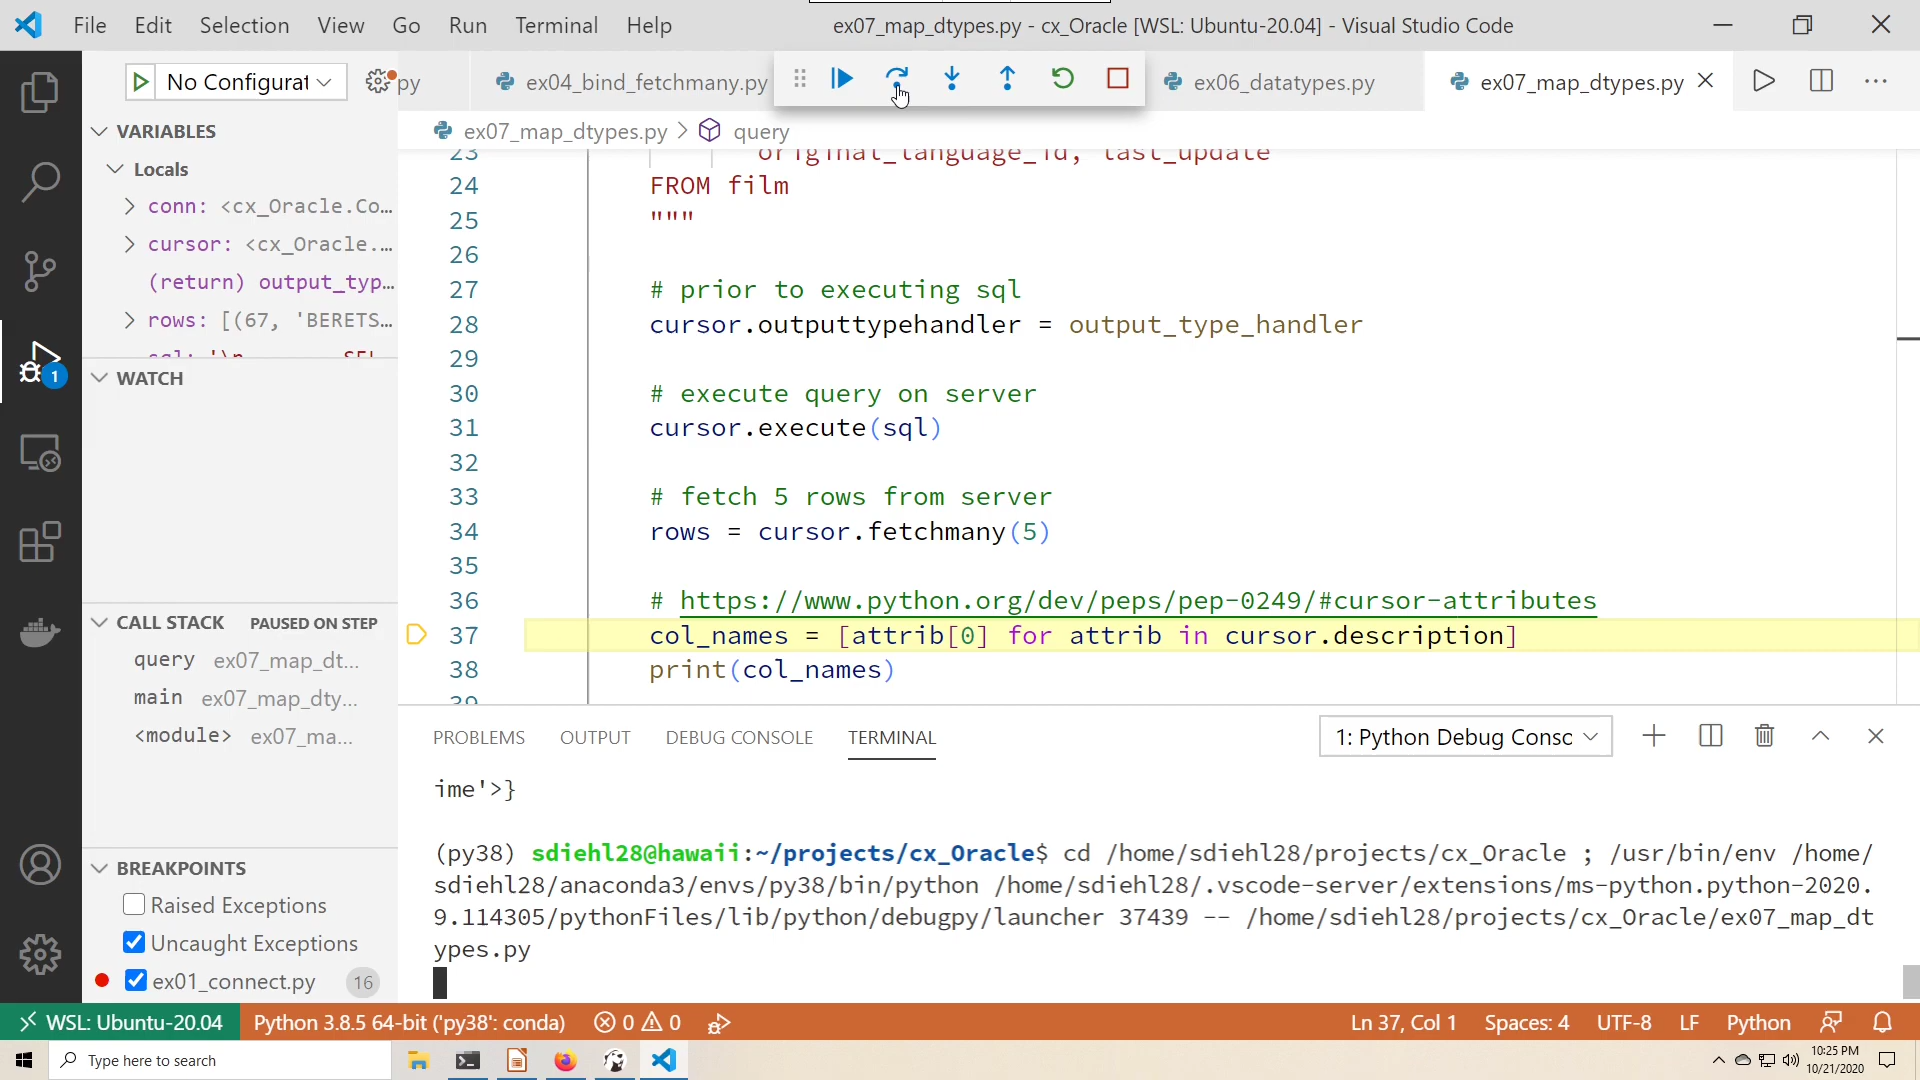 File Edit Selection View Go Run Terminal Help
ex07_map_dtypes.py - cx_Oracle [WSL: Ubuntu-20.04] - Visual Studio Code
No Configurat
py
ex04_bind_fetchmany.py
ex06_datatypes.py
ex07_map_dtypes.py
ex07_map_dtypes.py > query
VARIABLES
Locals
conn: <cx_Oracle.Co...
cursor: <cx_Oracle....
(return) output_typ...
rows: [(67, 'BERETS...
sql: '\n SEL
WATCH
CALL STACK PAUSED ON STEP
query ex07_map_dt...
main ex07_map_dty...
<module> ex07_ma...
BREAKPOINTS
Raised Exceptions
Uncaught Exceptions
ex01_connect.py 16
1
23 original_language_id, last_update
24 FROM film
25 """
26
27 # prior to executing sql
28 cursor.outputtypehandler = output_type_handler
29
30 # execute query on server
31 cursor.execute(sql)
32
33 # fetch 5 rows from server
34 rows = cursor.fetchmany(5)
35
36 # https://www.python.org/dev/peps/pep-0249/#cursor-attributes
37 col_names = [attrib[0] for attrib in cursor.description]
38 print(col_names)
39
PROBLEMS OUTPUT DEBUG CONSOLE TERMINAL
1: Python Debug Consc
ime'>}
(py38) sdiehl28@hawaii:~/projects/cx_Oracle$ cd /home/sdiehl28/projects/cx_Oracle ; /usr/bin/env /home/
sdiehl28/anaconda3/envs/py38/bin/python /home/sdiehl28/.vscode-server/extensions/ms-python.python-2020.
9.114305/pythonFiles/lib/python/debugpy/launcher 37439 -- /home/sdiehl28/projects/cx_Oracle/ex07_map_dt
ypes.py
WSL: Ubuntu-20.04 Python 3.8.5 64-bit ('py38': conda) 0 0 Ln 37, Col 1 Spaces: 4 UTF-8 LF Python
Type here to search
10:25 PM
10/21/2020